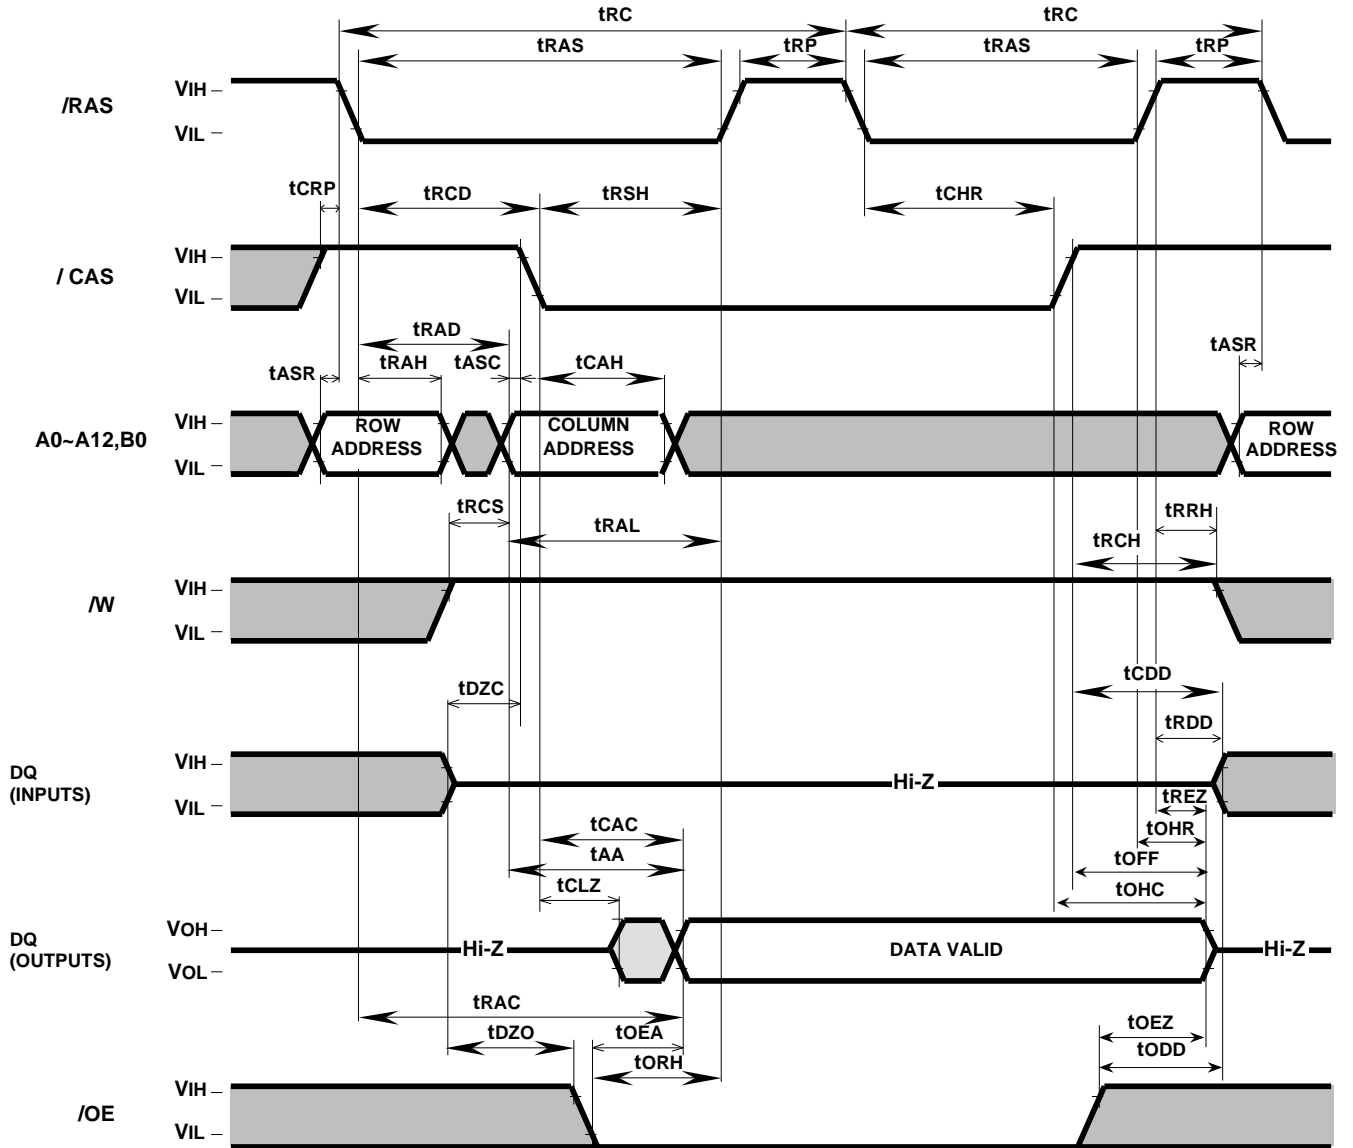 tRC tRC
tRAS tRP tRAS tRP
/RAS VIH
VIL
tCRP tRCD tRSH tCHR
/ CAS VIH
VIL
tRAD
tASR tRAH tASC tCAH tASR
A0~A12,B0 VIH
VIL
ROW
ADDRESS
COLUMN
ADDRESS
ROW
ADDRESS
tRCS tRAL tRRH
tRCH
/W VIH
VIL
tDZC tCDD
tRDD
DQ
(INPUTS)
VIH
VIL
Hi-Z
tREZ
tCAC tOHR
tAA tOFF
tCLZ tOHC
DQ
(OUTPUTS)
VOH
VOL
Hi-Z DATA VALID Hi-Z
tRAC tOEZ
tDZO tOEA tODD
tORH
/OE VIH
VIL